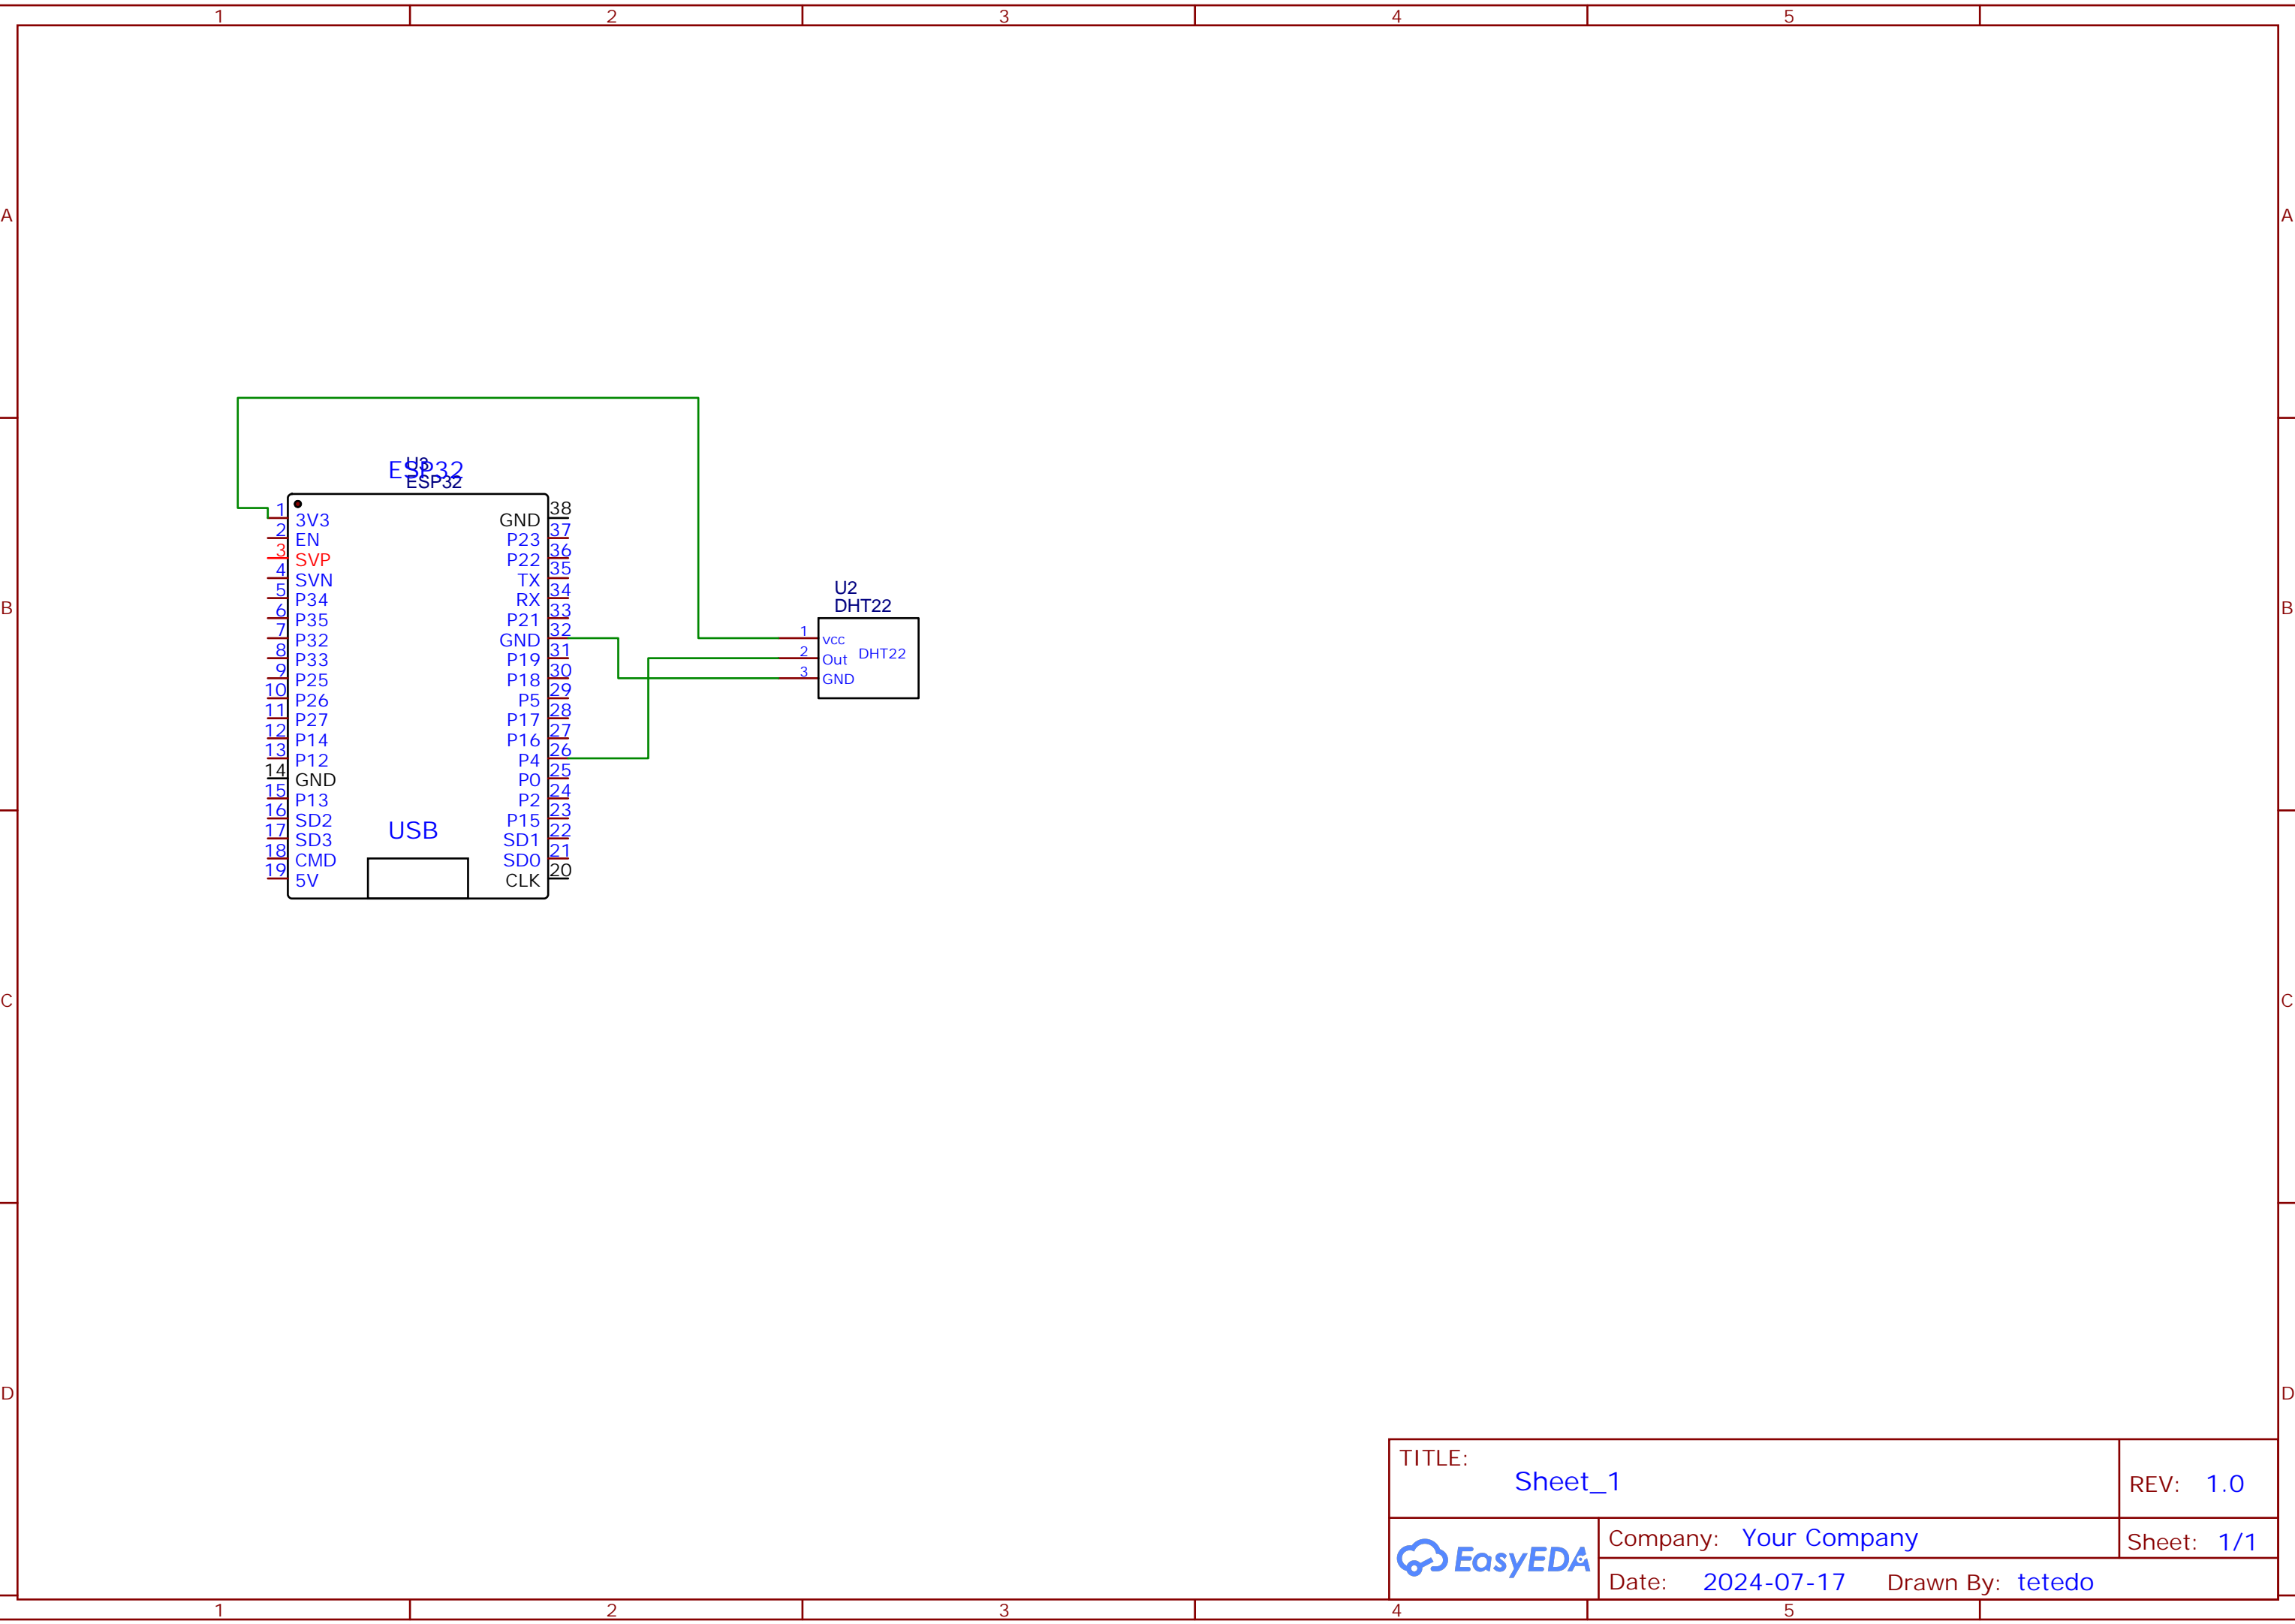 1 2 3 4 5
A A
B B
C C
D D
U3
ESP32
ESP32
1 3V3
2 EN
3 SVP
4 SVN
5 P34
6 P35
7 P32
8 P33
9 P25
10 P26
11 P27
12 P14
13 P12
14 GND
15 P13
16 SD2
17 SD3
18 CMD
19 5V
GND 38
P23 37
P22 36
TX 35
RX 34
P21 33
GND 32
P19 31
P18 30
P5 29
P17 28
P16 27
P4 26
P0 25
P2 24
P15 23
SD1 22
SD0 21
CLK 20
USB
U2
DHT22
1 vcc
2 Out
3 GND
DHT22
TITLE:
Sheet_1
REV: 1.0
EasyEDA
Company: Your Company
Sheet: 1/1
Date: 2024-07-17 Drawn By: tetedo
1 2 3 4 5